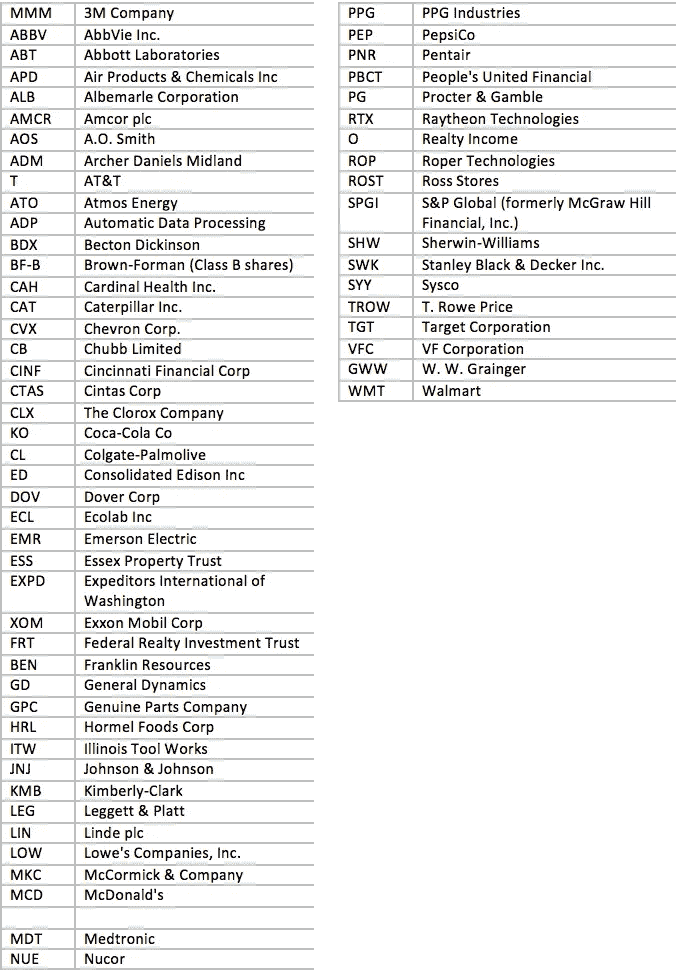 MMM 3M Company
ABBV AbbVie Inc.
ABT Abbott Laboratories
APD Air Products & Chemicals Inc
ALB Albemarle Corporation
AMCR Amcor plc
AOS A.O. Smith
ADM Archer Daniels Midland
T AT&T
ATO Atmos Energy
ADP Automatic Data Processing
BDX Becton Dickinson
BF-B Brown-Forman (Class B shares)
CAH Cardinal Health Inc.
CAT Caterpillar Inc.
CVX Chevron Corp.
CB Chubb Limited
CINF Cincinnati Financial Corp
CTAS Cintas Corp
CLX The Clorox Company
KO Coca-Cola Co
CL Colgate-Palmolive
ED Consolidated Edison Inc
DOV Dover Corp
ECL Ecolab Inc
EMR Emerson Electric
ESS Essex Property Trust
EXPD Expeditors International of
Washington
XOM Exxon Mobil Corp
FRT Federal Realty Investment Trust
BEN Franklin Resources
GD General Dynamics
GPC Genuine Parts Company
HRL Hormel Foods Corp
ITW Illinois Tool Works
JNJ Johnson & Johnson
KMB Kimberly-Clark
LEG Leggett & Platt
LIN Linde plc
LOW Lowe's Companies, Inc.
MKC McCormick & Company
MCD McDonald's
MDT Medtronic
NUE Nucor
PPG PPG Industries
PEP PepsiCo
PNR Pentair
PBCT People's United Financial
PG Procter & Gamble
RTX Raytheon Technologies
O Realty Income
ROP Roper Technologies
ROST Ross Stores
SPGI S&P Global (formerly McGraw Hill
Financial, Inc.)
SHW Sherwin-Williams
SWK Stanley Black & Decker Inc.
SYY Sysco
TROW T. Rowe Price
TGT Target Corporation
VFC VF Corporation
GWW W. W. Grainger
WMT Walmart